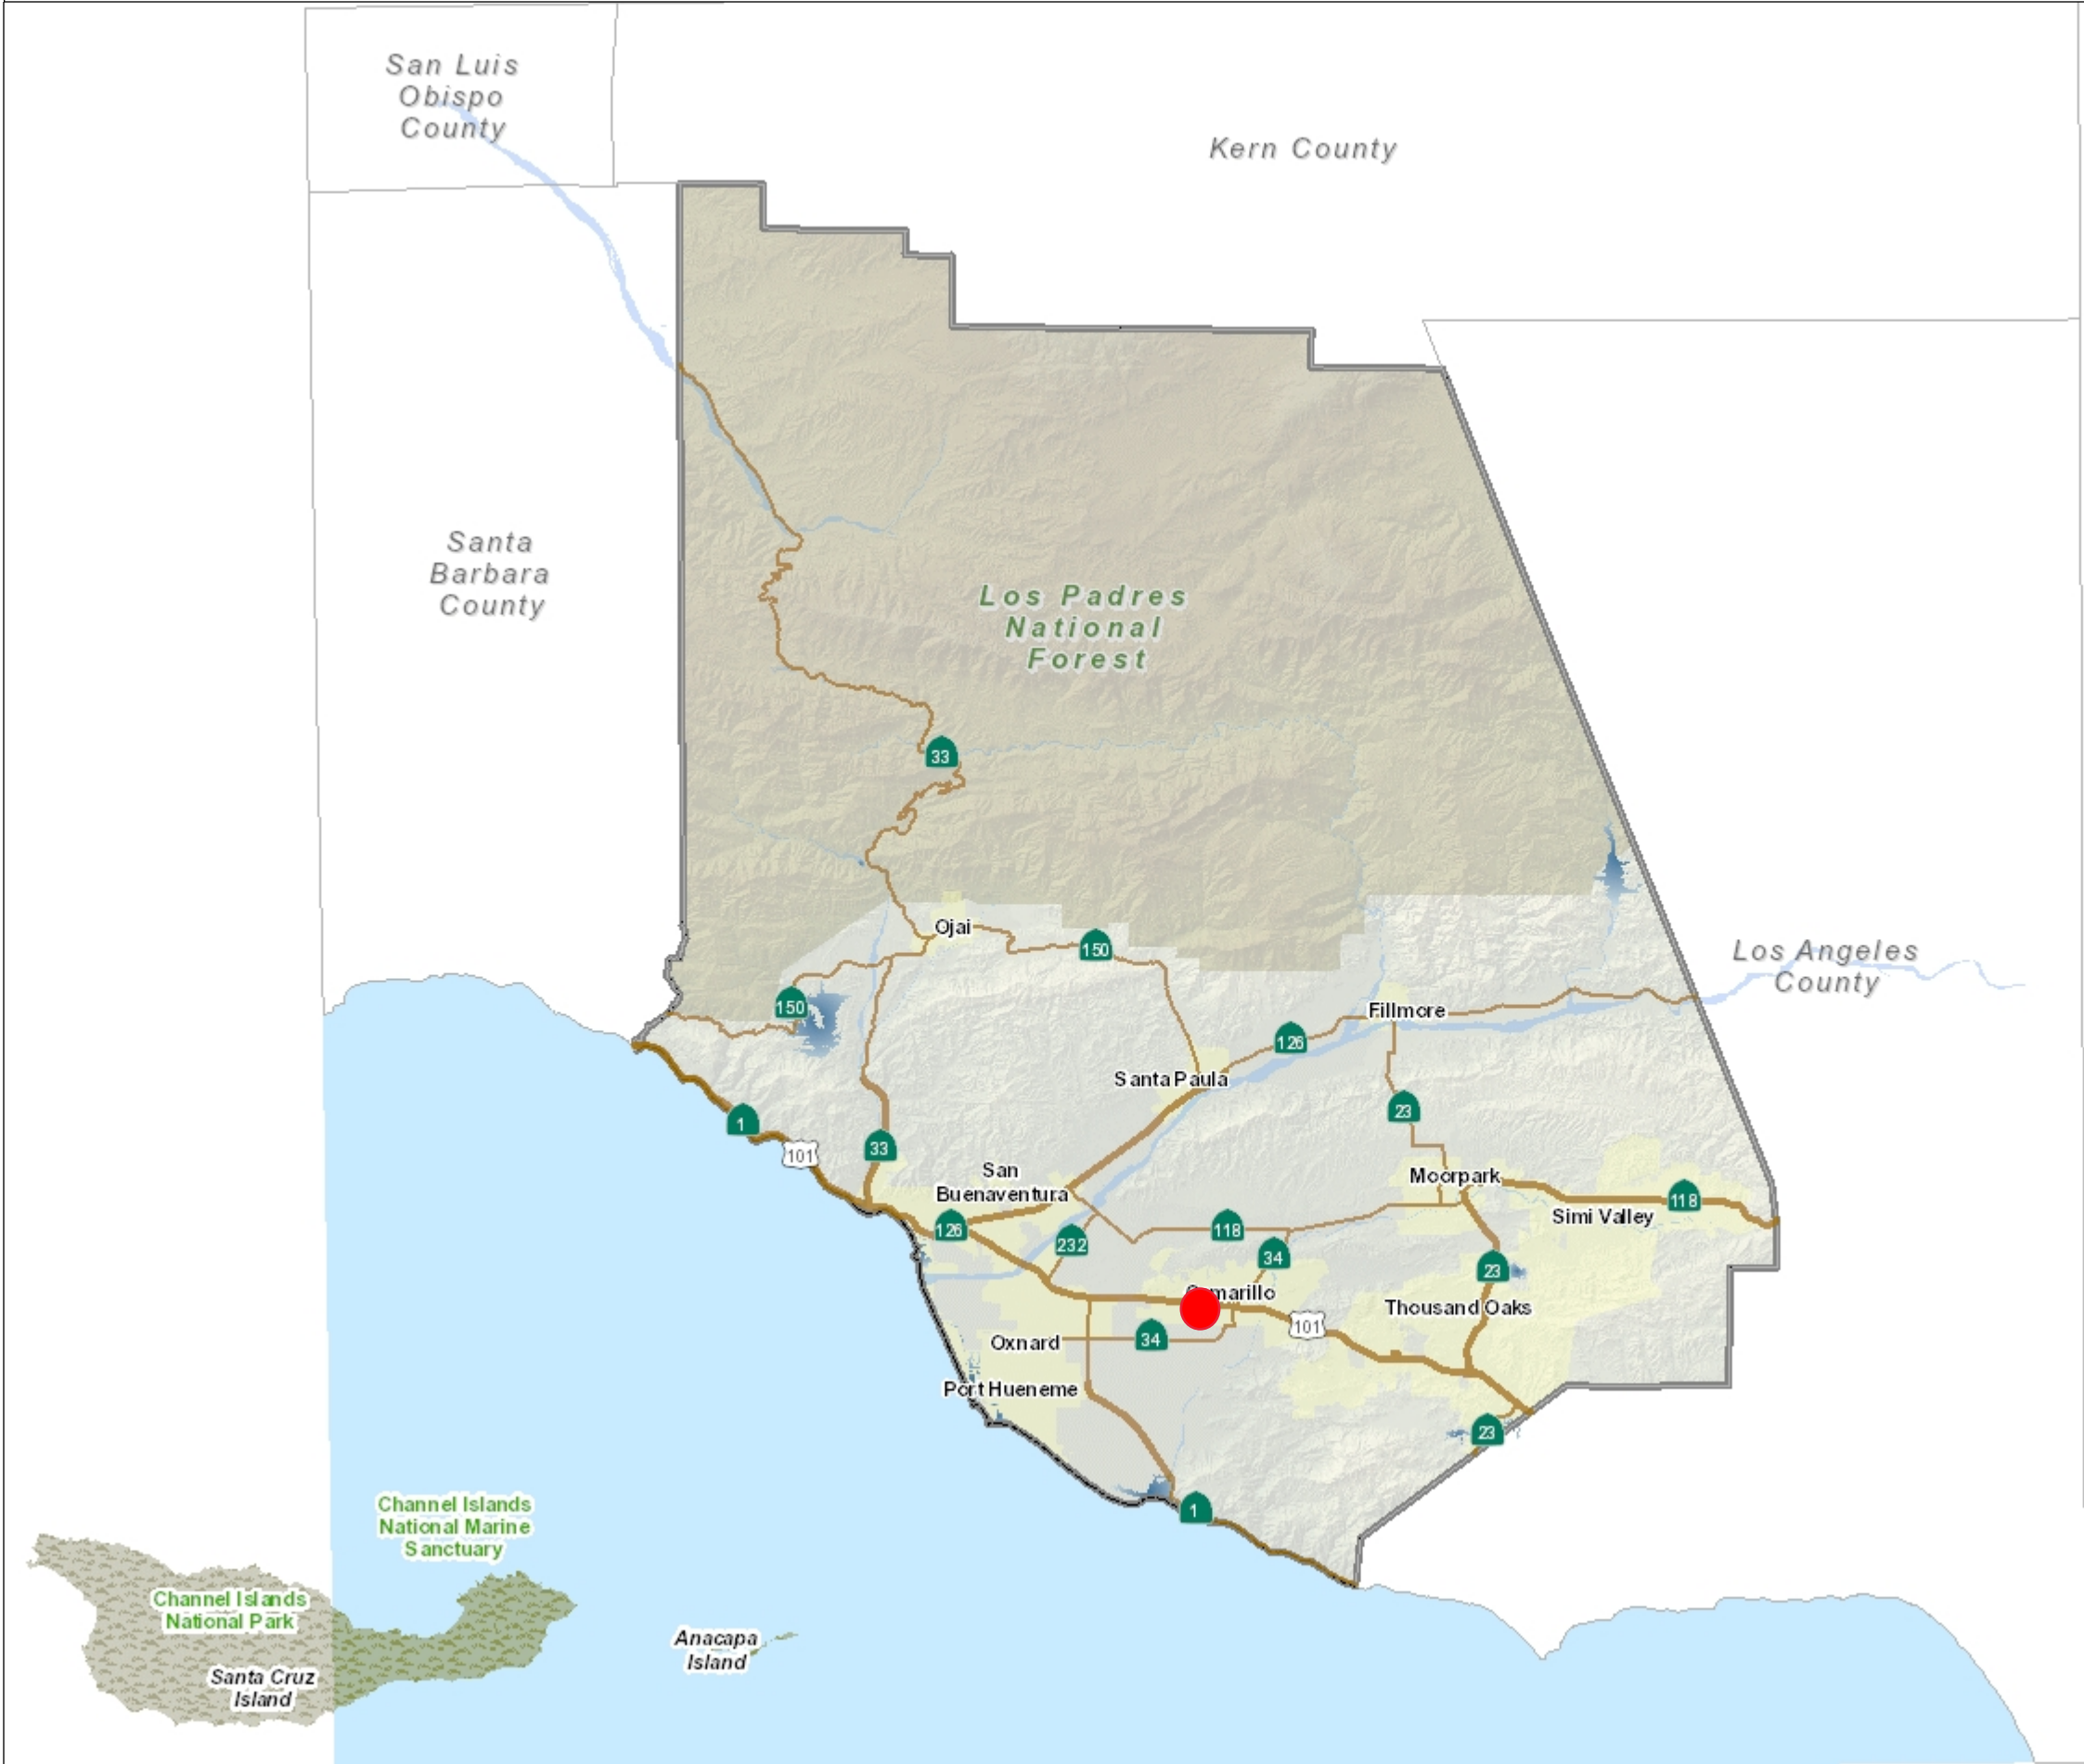 San Luis
Obispo
County
Kern County
Santa
Barbara
County
Los Padres
National
Forest
33
Ojai
150
150
Los Angeles
County
Fillmore
126
Santa Paula
23
1
33
101
San
Buenaventura
Moorpark
118
Simi Valley
126
232
118
34
23
marillo
Thousand Oaks
101
Oxnard
34
Port Hueneme
23
1
Channel Islands
National Marine
Sanctuary
Channel Islands
National Park
Anacapa
Island
Santa Cruz
Island